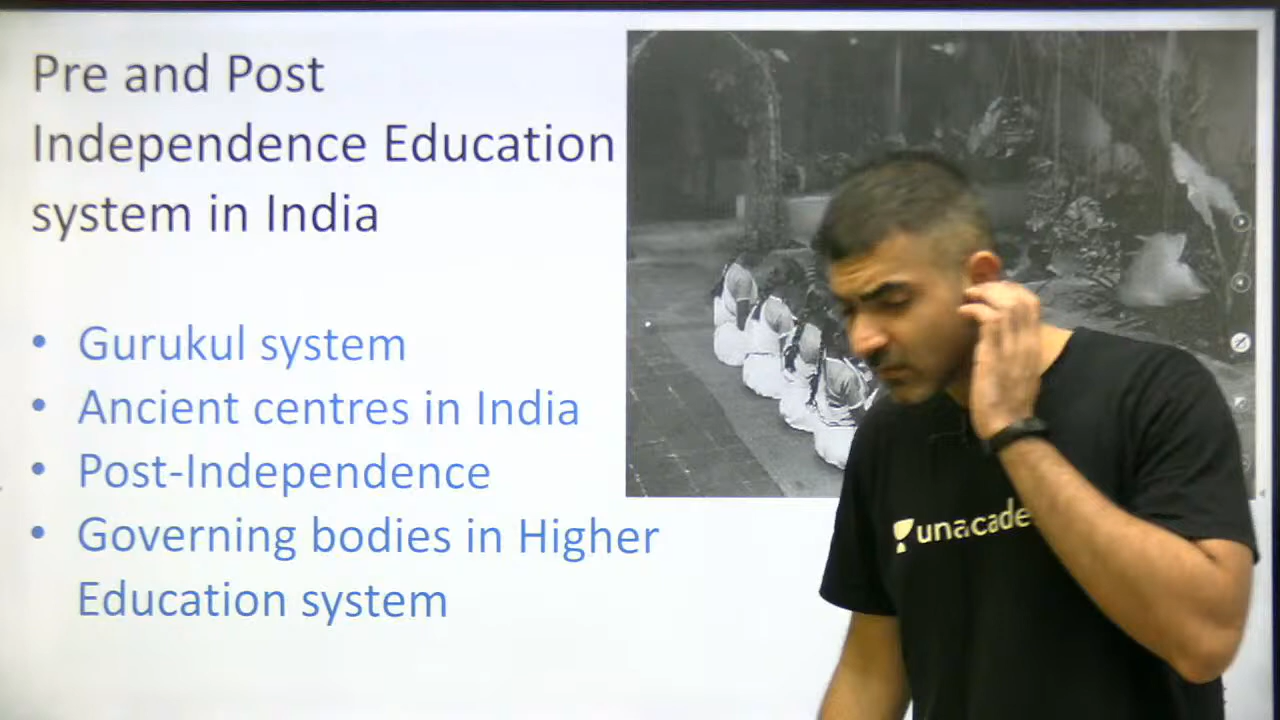 Pre and Post
Independence Education
system in India
• Gurukul system
• Ancient centres in India
• Post-Independence
• Governing bodies in Higher
Education system
unacade